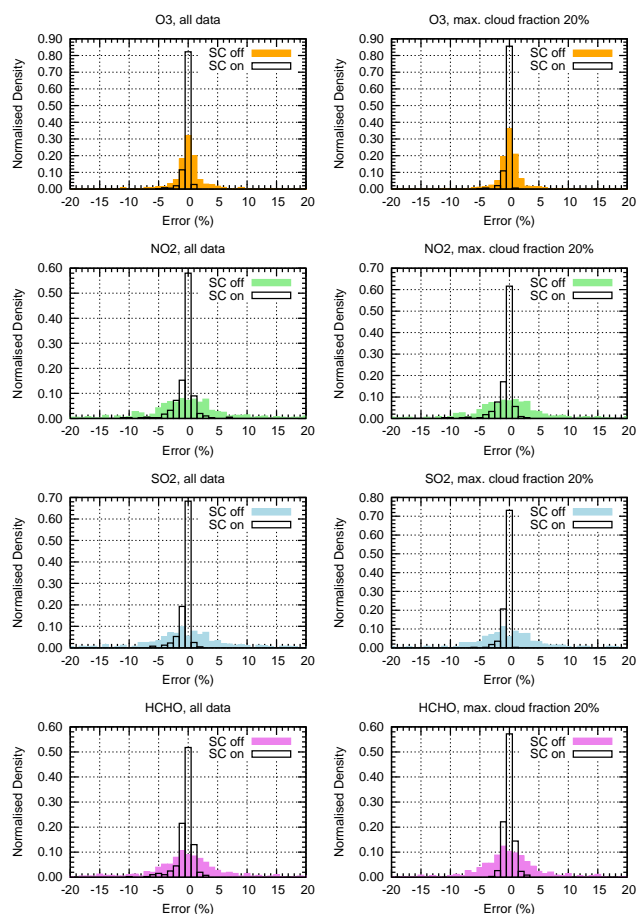 O3, all data
Normalised Density
0.90
0.80
0.70
0.60
0.50
0.40
0.30
0.20
0.10
0.00
SC off
SC on
-20 -15 -10 -5 0 5 10 15 20
Error (%)
O3, max. cloud fraction 20%
Normalised Density
0.90
0.80
0.70
0.60
0.50
0.40
0.30
0.20
0.10
0.00
SC off
SC on
-20 -15 -10 -5 0 5 10 15 20
Error (%)
NO2, all data
Normalised Density
0.60
0.50
0.40
0.30
0.20
0.10
0.00
SC off
SC on
-20 -15 -10 -5 0 5 10 15 20
Error (%)
NO2, max. cloud fraction 20%
Normalised Density
0.70
0.60
0.50
0.40
0.30
0.20
0.10
0.00
SC off
SC on
-20 -15 -10 -5 0 5 10 15 20
Error (%)
SO2, all data
Normalised Density
0.70
0.60
0.50
0.40
0.30
0.20
0.10
0.00
SC off
SC on
-20 -15 -10 -5 0 5 10 15 20
Error (%)
SO2, max. cloud fraction 20%
Normalised Density
0.80
0.70
0.60
0.50
0.40
0.30
0.20
0.10
0.00
SC off
SC on
-20 -15 -10 -5 0 5 10 15 20
Error (%)
HCHO, all data
Normalised Density
0.60
0.50
0.40
0.30
0.20
0.10
0.00
SC off
SC on
-20 -15 -10 -5 0 5 10 15 20
Error (%)
HCHO, max. cloud fraction 20%
Normalised Density
0.60
0.50
0.40
0.30
0.20
0.10
0.00
SC off
SC on
-20 -15 -10 -5 0 5 10 15 20
Error (%)